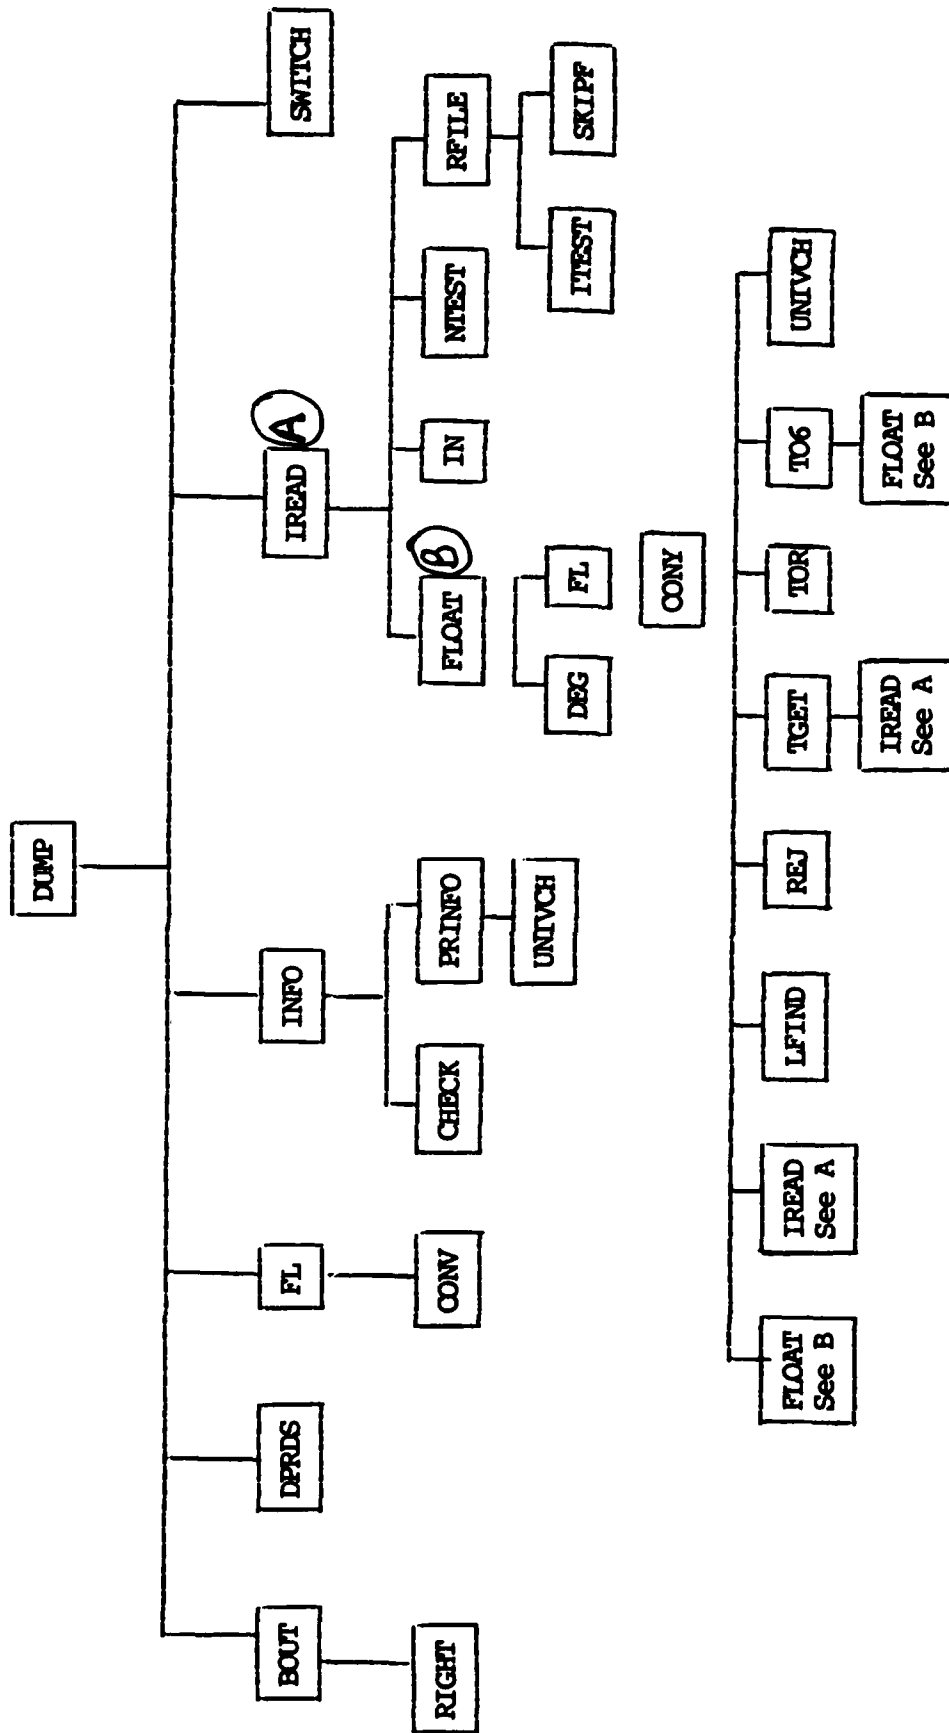 DUMP
BOUT
DPRDS
FL
INFO
IREAD
A
SWITCH
RIGHT
CONV
CHECK
PRINFO
FLOAT
B
IN
NTEST
RFILE
UNIVCH
DEG
FL
ITEST
SKIPF
CONY
FLOAT
See B
IREAD
See A
LFIND
REJ
TGET
TOR
TO6
UNIVCH
IREAD
See A
FLOAT
See B